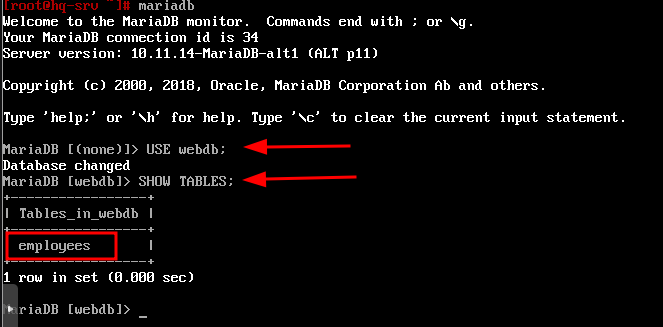 [root@hq-srv ~]# mariadb
Welcome to the MariaDB monitor.  Commands end with ; or \g.
Your MariaDB connection id is 34
Server version: 10.11.14-MariaDB-alt1 (ALT p11)
Copyright (c) 2000, 2018, Oracle, MariaDB Corporation Ab and others.
Type 'help;' or '\h' for help. Type '\c' to clear the current input statement.
MariaDB [(none)]> USE webdb;
Database changed
MariaDB [webdb]> SHOW TABLES;
+-----------------+
| Tables_in_webdb |
+-----------------+
employees       |
+-----------------+
1 row in set (0.000 sec)
MariaDB [webdb]> _